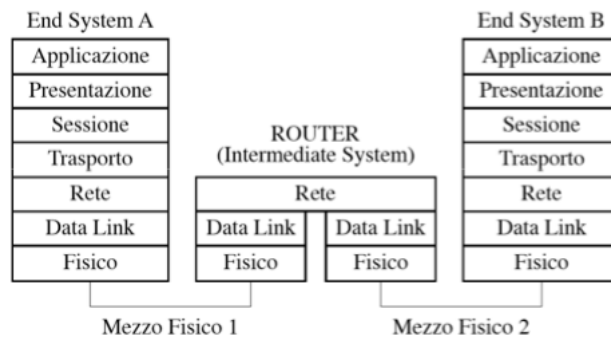 End System A
Applicazione
Presentazione
Sessione
Trasporto
Rete
Data Link
Fisico
ROUTER
(Intermediate System)
Rete
Data Link Data Link
Fisico Fisico
End System B
Applicazione
Presentazione
Sessione
Trasporto
Rete
Data Link
Fisico
Mezzo Fisico 1
Mezzo Fisico 2